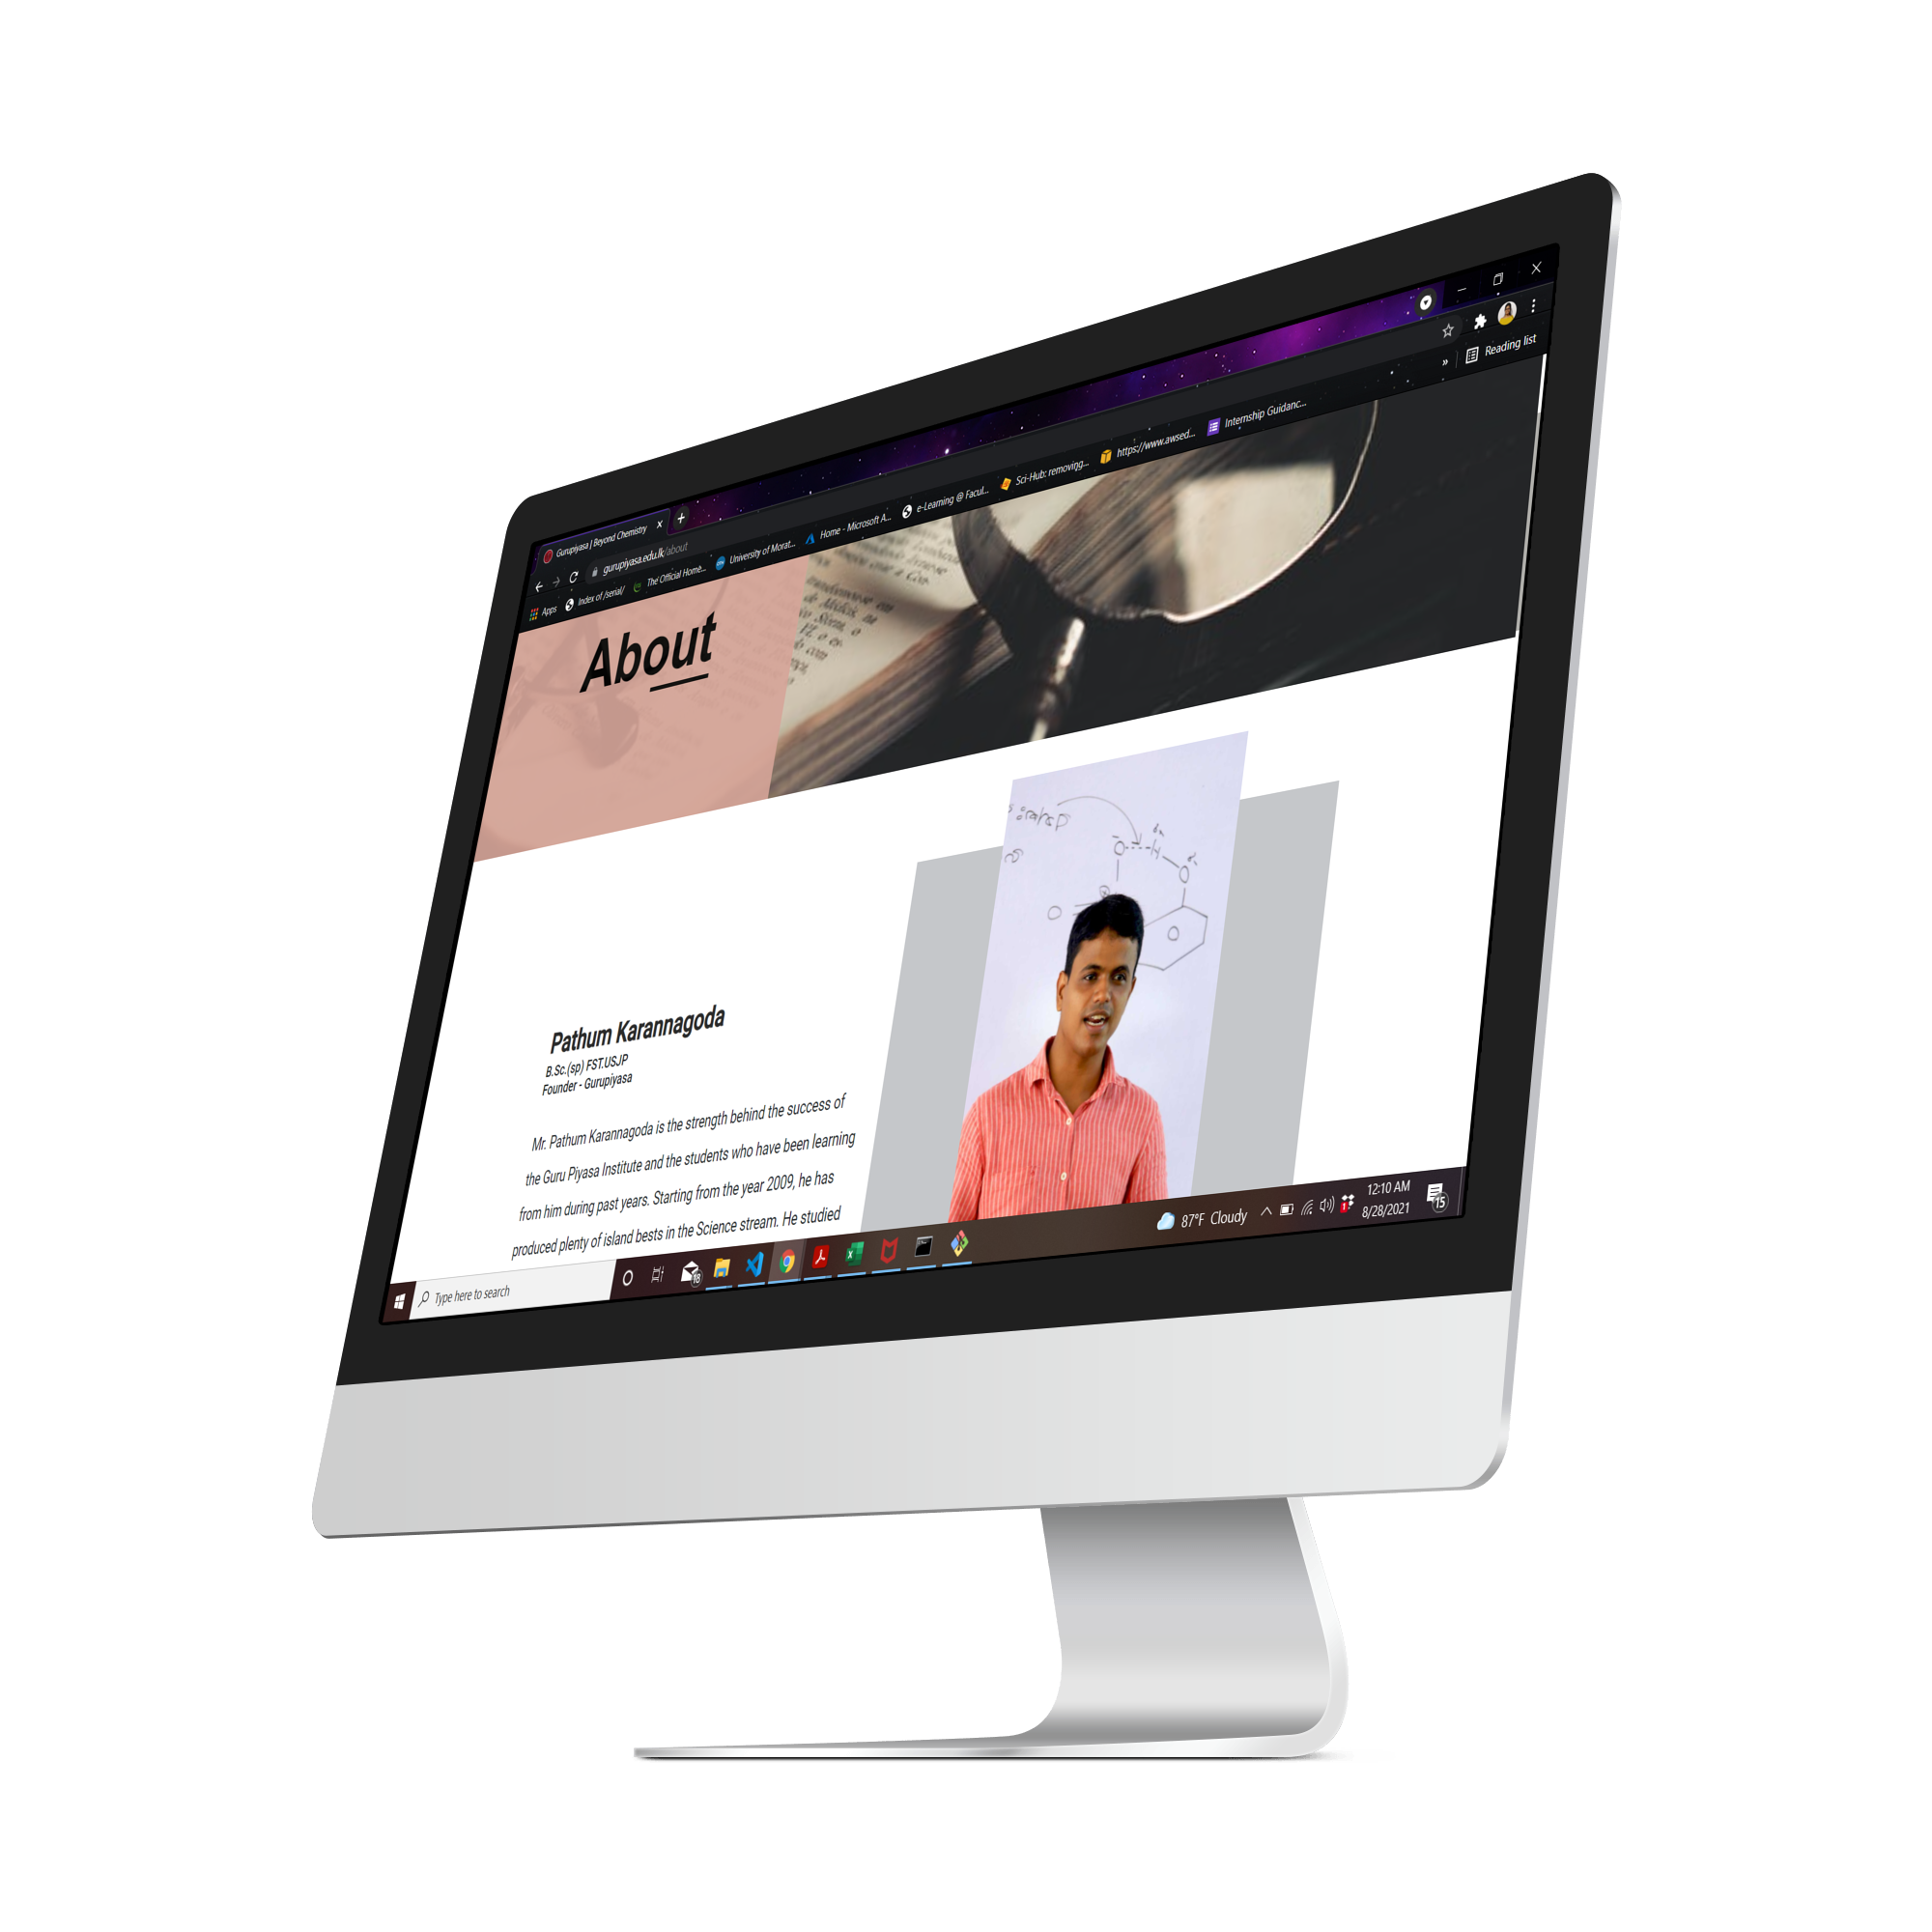 Gurupiyasa | Beyond Chemistry
gurupiyasa.edu.lk/about
Apps
Index of /serial/
The Official Home...
University of Morat...
Home - Microsoft A...
e-Learning @ Facul...
Sci-Hub: removing...
https://www.awsed...
Internship Guidanc...
»
Reading list
About
Pathum Karannagoda
B.Sc.(sp) FST.USJP
Founder - Gurupiyasa
Mr. Pathum Karannagoda is the strength behind the success of
the Guru Piyasa Institute and the students who have been learning
from him during past years. Starting from the year 2009, he has
produced plenty of island bests in the Science stream. He studied
Type here to search
18
87°F Cloudy
1
12:10 AM
8/28/2021
15